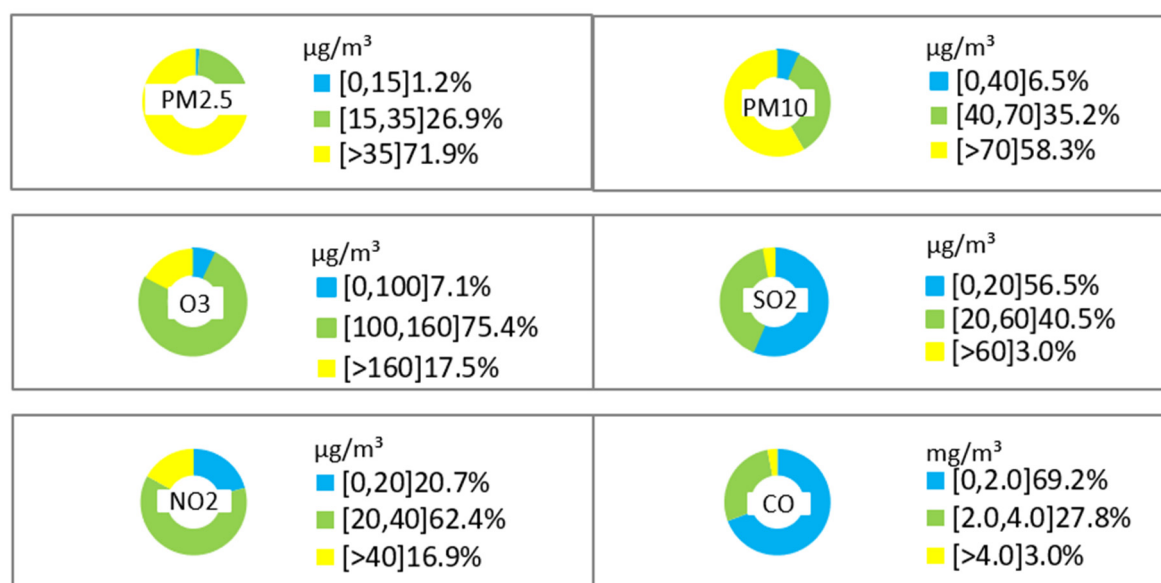 µg/m³
PM2.5
[0,15]1.2%
[15,35]26.9%
[>35]71.9%
µg/m³
PM10
[0,40]6.5%
[40,70]35.2%
[>70]58.3%
µg/m³
O3
[0,100]7.1%
[100,160]75.4%
[>160]17.5%
µg/m³
SO2
[0,20]56.5%
[20,60]40.5%
[>60]3.0%
µg/m³
NO2
[0,20]20.7%
[20,40]62.4%
[>40]16.9%
mg/m³
CO
[0,2.0]69.2%
[2.0,4.0]27.8%
[>4.0]3.0%